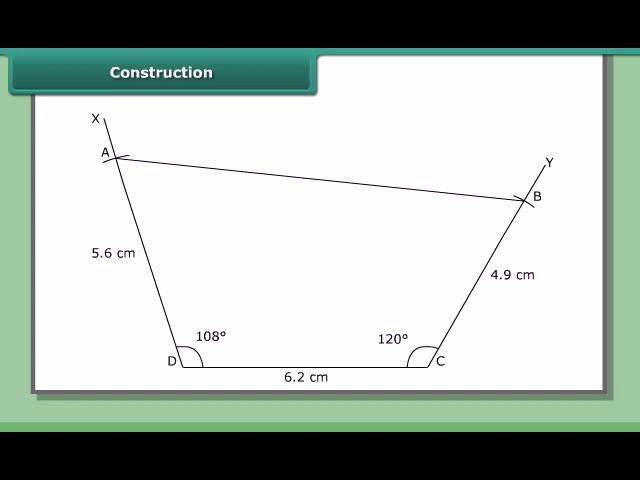 Construction
X
A
Y
B
5.6 cm
4.9 cm
108°
120°
D
C
6.2 cm